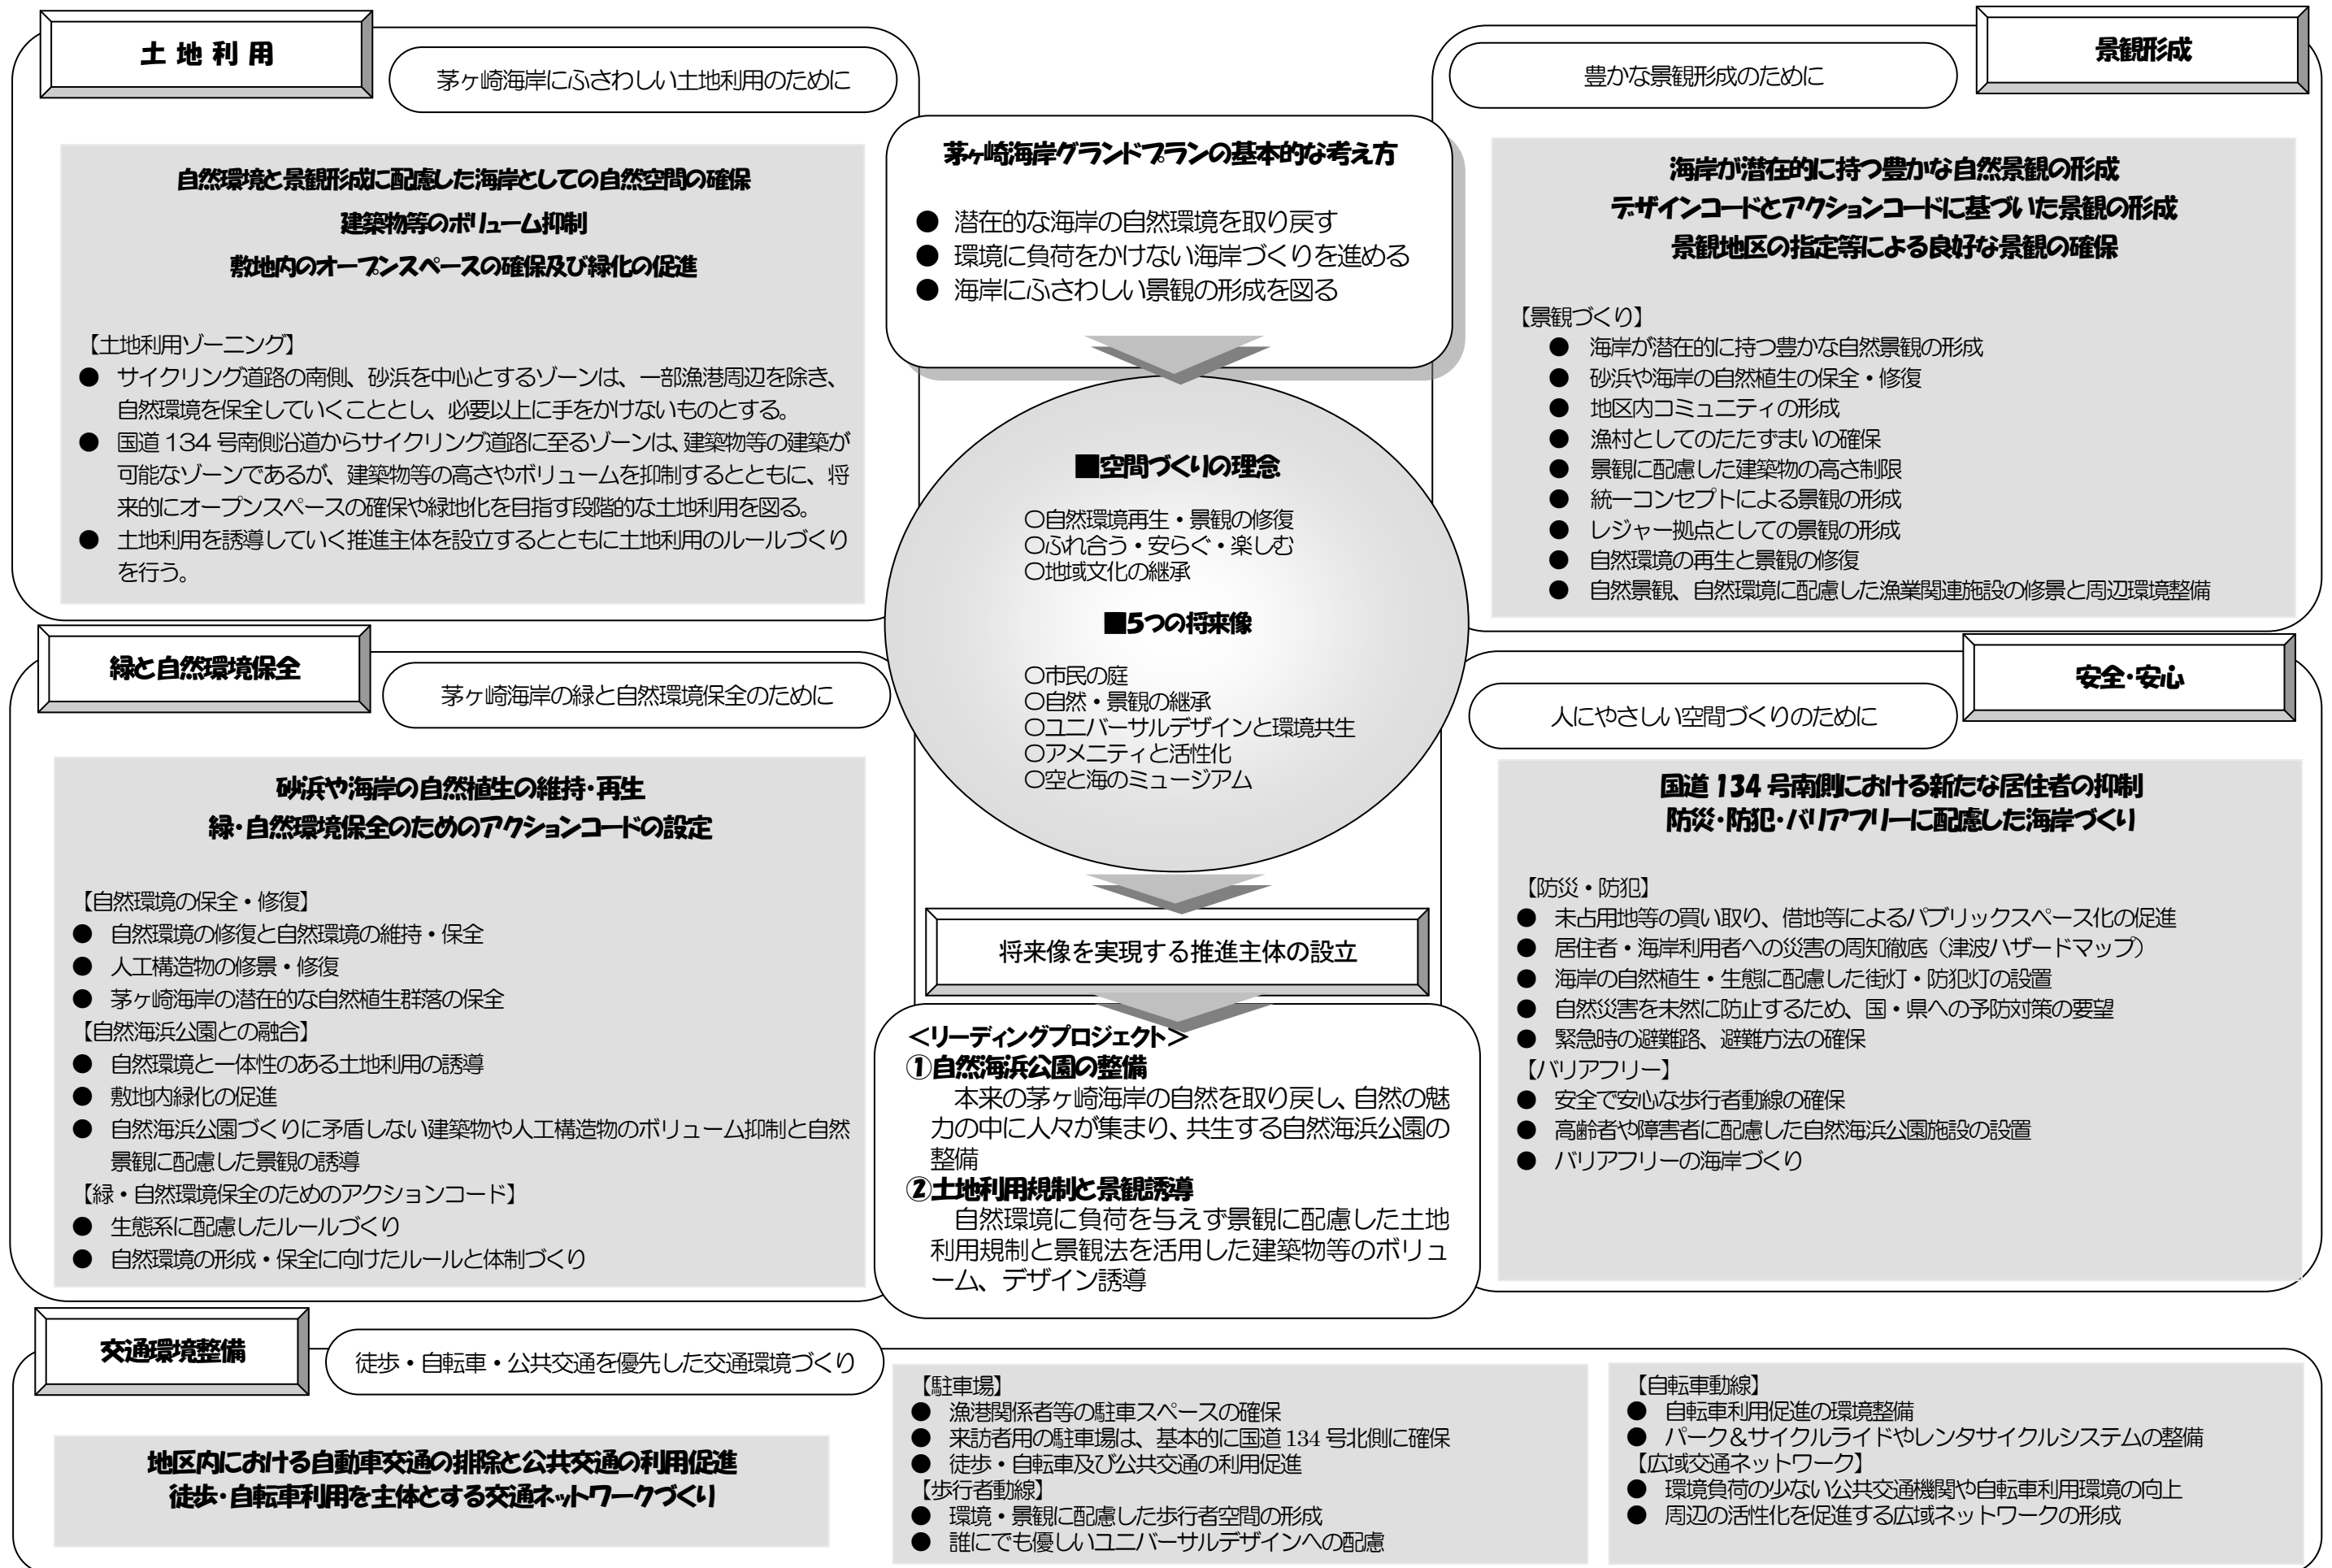 土 地 利 用
茅ヶ崎海岸にふさわしい土地利用のために
自然環境と景観形成に配慮した海岸としての自然空間の確保
建築物等のボリューム抑制
敷地内のオープンスペースの確保及び緑化の促進
【土地利用ゾーニング】
● サイクリング道路の南側、砂浜を中心とするゾーンは、一部漁港周辺を除き、
自然環境を保全していくこととし、必要以上に手をかけないものとする。
● 国道 134 号南側沿道からサイクリング道路に至るゾーンは、建築物等の建築が
可能なゾーンであるが、建築物等の高さやボリュームを抑制するとともに、将
来的にオープンスペースの確保や緑地化を目指す段階的な土地利用を図る。
● 土地利用を誘導していく推進主体を設立するとともに土地利用のルールづくり
を行う。
茅ヶ崎海岸グランドプランの基本的な考え方
● 潜在的な海岸の自然環境を取り戻す
● 環境に負荷をかけない海岸づくりを進める
● 海岸にふさわしい景観の形成を図る
■空間づくりの理念
○自然環境再生・景観の修復
○ふれ合う・安らぐ・楽しむ
○地域文化の継承
■5つの将来像
○市民の庭
○自然・景観の継承
○ユニバーサルデザインと環境共生
○アメニティと活性化
○空と海のミュージアム
将来像を実現する推進主体の設立
＜リーディングプロジェクト＞
①自然海浜公園の整備
本来の茅ヶ崎海岸の自然を取り戻し、自然の魅
力の中に人々が集まり、共生する自然海浜公園の
整備
②土地利用規制と景観誘導
自然環境に負荷を与えず景観に配慮した土地
利用規制と景観法を活用した建築物等のボリュ
ーム、デザイン誘導
景観形成
豊かな景観形成のために
海岸が潜在的に持つ豊かな自然景観の形成
デザインコードとアクションコードに基づいた景観の形成
景観地区の指定等による良好な景観の確保
【景観づくり】
● 海岸が潜在的に持つ豊かな自然景観の形成
● 砂浜や海岸の自然植生の保全・修復
● 地区内コミュニティの形成
● 漁村としてのたたずまいの確保
● 景観に配慮した建築物の高さ制限
● 統一コンセプトによる景観の形成
● レジャー拠点としての景観の形成
● 自然環境の再生と景観の修復
● 自然景観、自然環境に配慮した漁業関連施設の修景と周辺環境整備
緑と自然環境保全
茅ヶ崎海岸の緑と自然環境保全のために
砂浜や海岸の自然植生の維持・再生
緑・自然環境保全のためのアクションコードの設定
【自然環境の保全・修復】
● 自然環境の修復と自然環境の維持・保全
● 人工構造物の修景・修復
● 茅ヶ崎海岸の潜在的な自然植生群落の保全
【自然海浜公園との融合】
● 自然環境と一体性のある土地利用の誘導
● 敷地内緑化の促進
● 自然海浜公園づくりに矛盾しない建築物や人工構造物のボリューム抑制と自然
景観に配慮した景観の誘導
【緑・自然環境保全のためのアクションコード】
● 生態系に配慮したルールづくり
● 自然環境の形成・保全に向けたルールと体制づくり
安全・安心
人にやさしい空間づくりのために
国道 134 号南側における新たな居住者の抑制
防災・防犯・バリアフリーに配慮した海岸づくり
【防災・防犯】
● 未占用地等の買い取り、借地等によるパブリックスペース化の促進
● 居住者・海岸利用者への災害の周知徹底（津波ハザードマップ）
● 海岸の自然植生・生態に配慮した街灯・防犯灯の設置
● 自然災害を未然に防止するため、国・県への予防対策の要望
● 緊急時の避難路、避難方法の確保
【バリアフリー】
● 安全で安心な歩行者動線の確保
● 高齢者や障害者に配慮した自然海浜公園施設の設置
● バリアフリーの海岸づくり
交通環境整備
徒歩・自転車・公共交通を優先した交通環境づくり
地区内における自動車交通の排除と公共交通の利用促進
徒歩・自転車利用を主体とする交通ネットワークづくり
【駐車場】
● 漁港関係者等の駐車スペースの確保
● 来訪者用の駐車場は、基本的に国道 134 号北側に確保
● 徒歩・自転車及び公共交通の利用促進
【歩行者動線】
● 環境・景観に配慮した歩行者空間の形成
● 誰にでも優しいユニバーサルデザインへの配慮
【自転車動線】
● 自転車利用促進の環境整備
● パーク＆サイクルライドやレンタサイクルシステムの整備
【広域交通ネットワーク】
● 環境負荷の少ない公共交通機関や自転車利用環境の向上
● 周辺の活性化を促進する広域ネットワークの形成